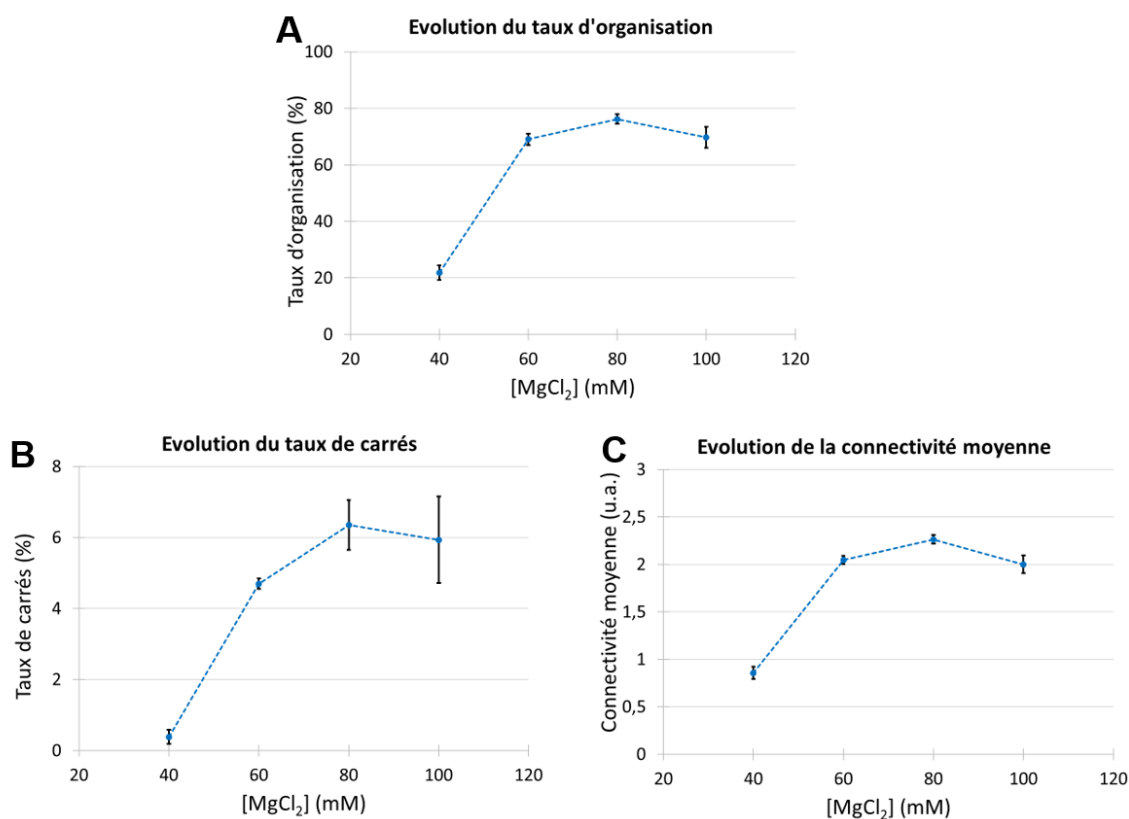 A
Evolution du taux d'organisation
Taux d'organisation (%)
100
80
60
40
20
0
20 40 60 80 100 120
[MgCl₂] (mM)
B
Evolution du taux de carrés
Taux de carrés (%)
8
6
4
2
0
20 40 60 80 100 120
[MgCl₂] (mM)
C
Evolution de la connectivité moyenne
Connectivité moyenne (u.a.)
3
2,5
2
1,5
1
0,5
0
20 40 60 80 100 120
[MgCl₂] (mM)